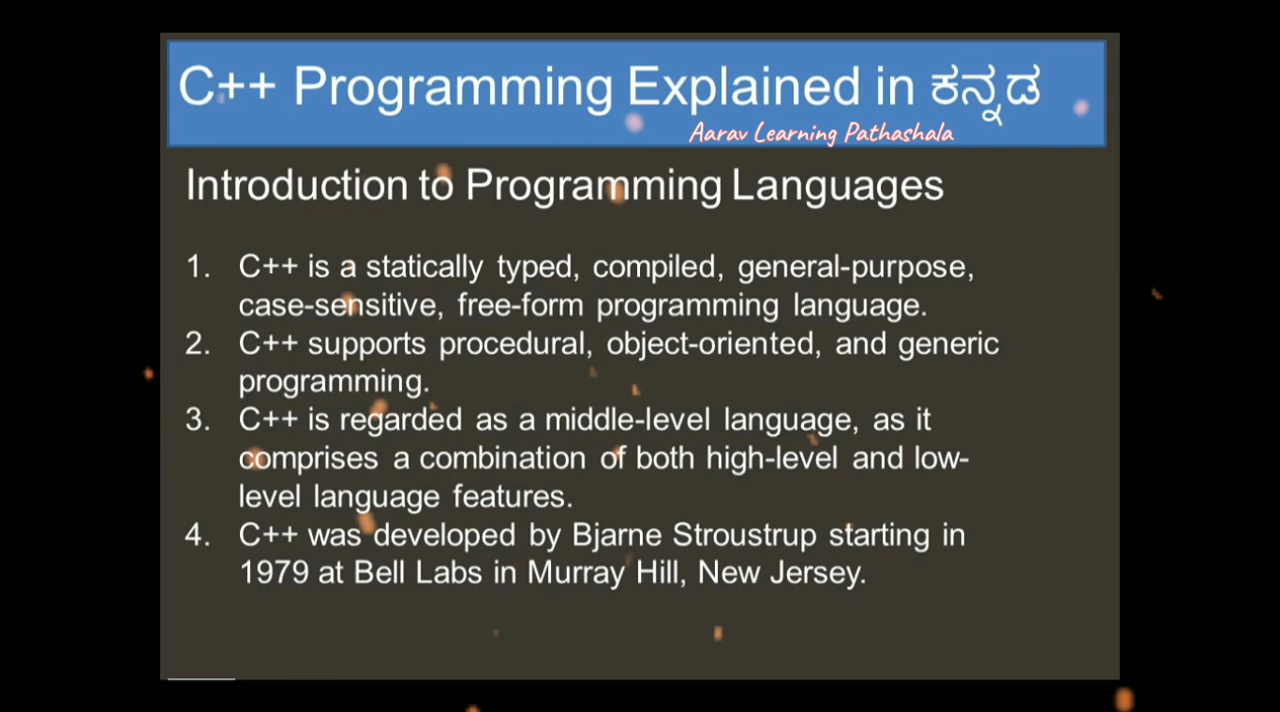 C++ Programming Explained in ಕನ್ನಡ
Aarav Learning Pathashala
Introduction to Programming Languages
1. C++ is a statically typed, compiled, general-purpose,
case-sensitive, free-form programming language.
2. C++ supports procedural, object-oriented, and generic
programming.
3. C++ is regarded as a middle-level language, as it
comprises a combination of both high-level and low-
level language features.
4. C++ was developed by Bjarne Stroustrup starting in
1979 at Bell Labs in Murray Hill, New Jersey.